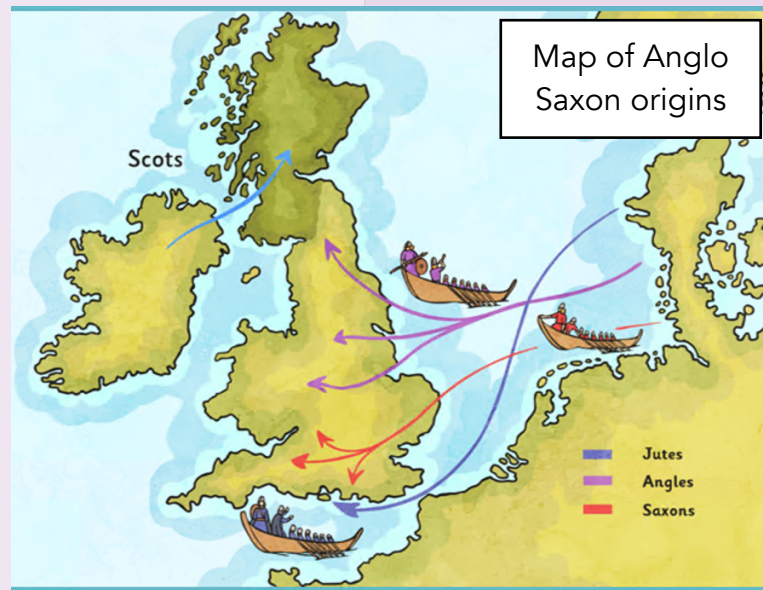 Map of Anglo
Saxon origins
Scots
Jutes
Angles
Saxons